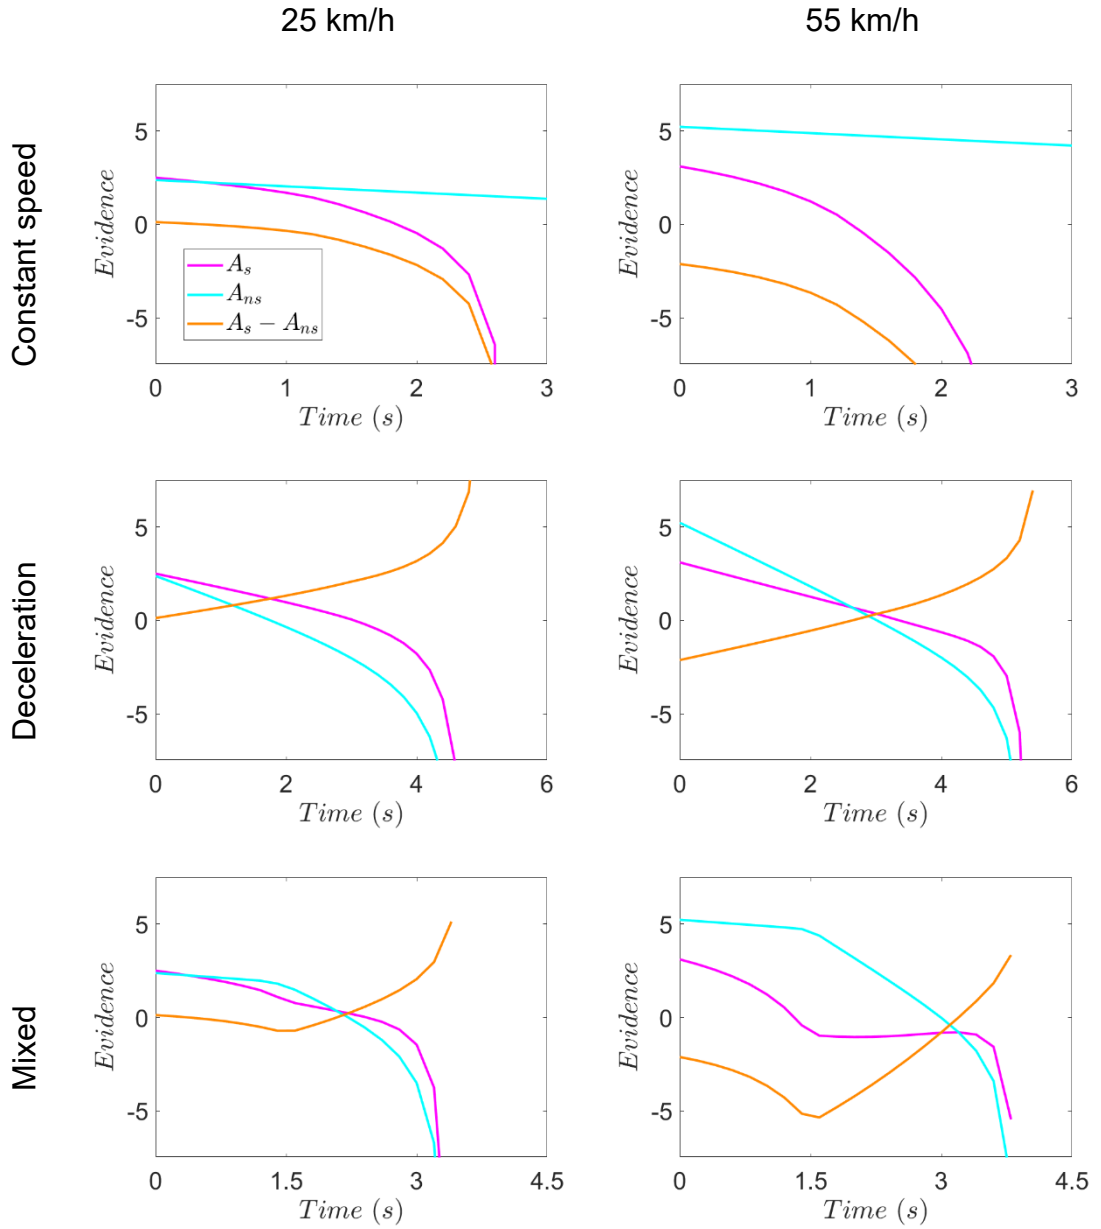 25 km/h
55 km/h
Constant speed
Evidence
5
0
-5
A_s
A_ns
A_s − A_ns
0
1
2
3
Time (s)
Evidence
5
0
-5
0
1
2
3
Time (s)
Deceleration
Evidence
5
0
-5
0
2
4
6
Time (s)
Evidence
5
0
-5
0
2
4
6
Time (s)
Mixed
Evidence
5
0
-5
0
1.5
3
4.5
Time (s)
Evidence
5
0
-5
0
1.5
3
4.5
Time (s)